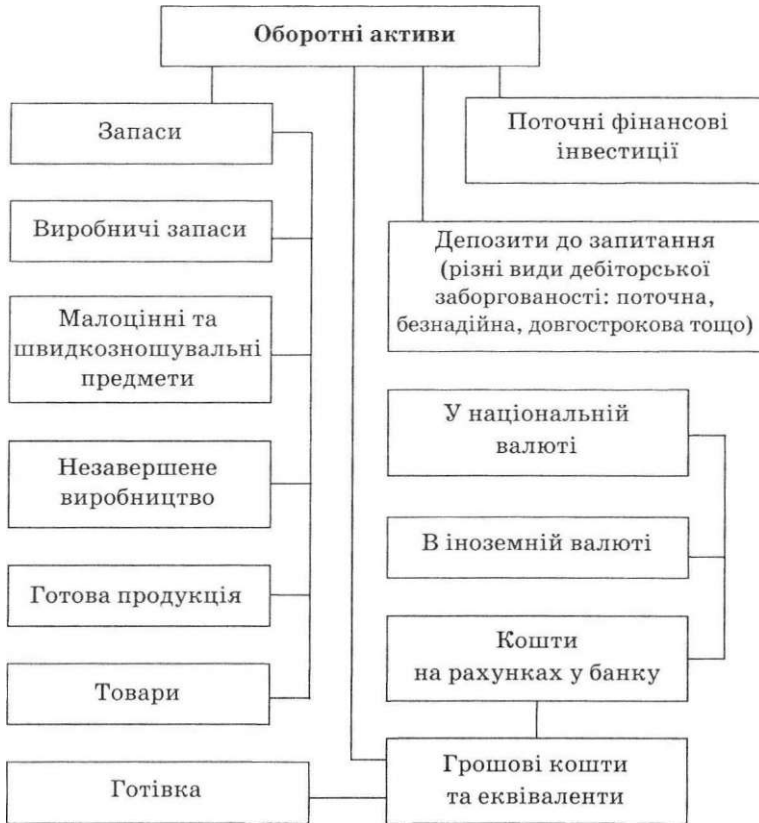 Оборотні активи
Запаси
Поточні фінансові
інвестиції
Виробничі запаси
Депозити до запитання
(різні види дебіторської
заборгованості: поточна,
безнадійна, довгострокова тощо)
Малоцінні та
швидкозношувальні
предмети
У національній
валюті
Незавершене
виробництво
В іноземній валюті
Готова продукція
Кошти
на рахунках у банку
Товари
Готівка
Грошові кошти
та еквіваленти